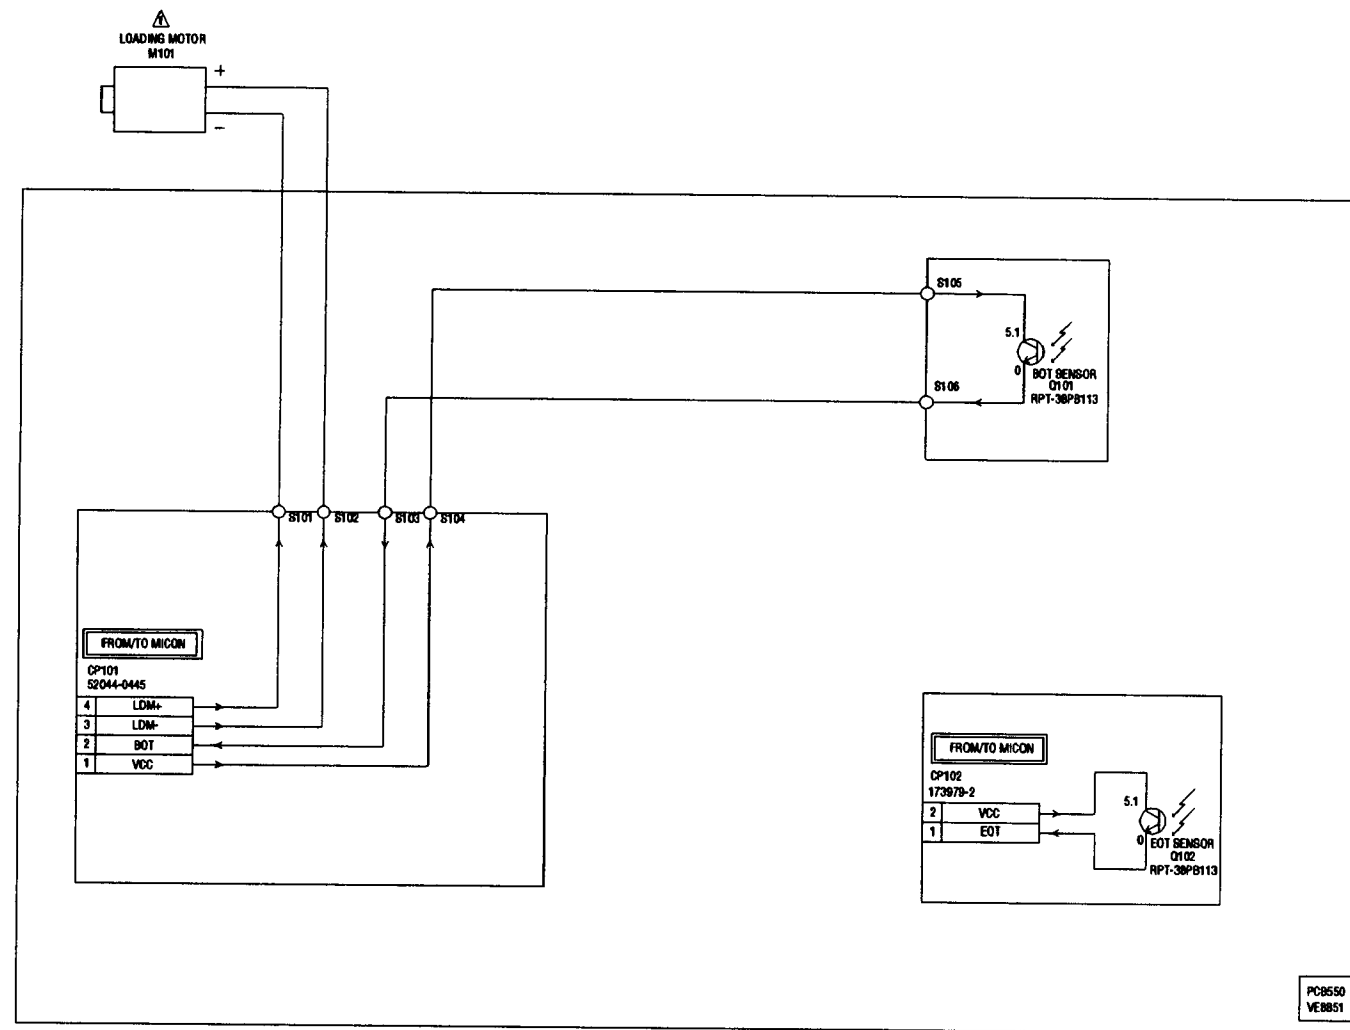 LOADING MOTOR
M101
+
−
S105
5.1
0
BOT SENSOR
Q101
RPT-38PB113
S106
S101
S102
S103
S104
FROM/TO MICON
CP101
52044-0445
4 LDM+
3 LDM-
2 BOT
1 VCC
FROM/TO MICON
CP102
173979-2
2 VCC
1 EOT
5.1
0
EOT SENSOR
Q102
RPT-38PB113
PCB550
VE8851